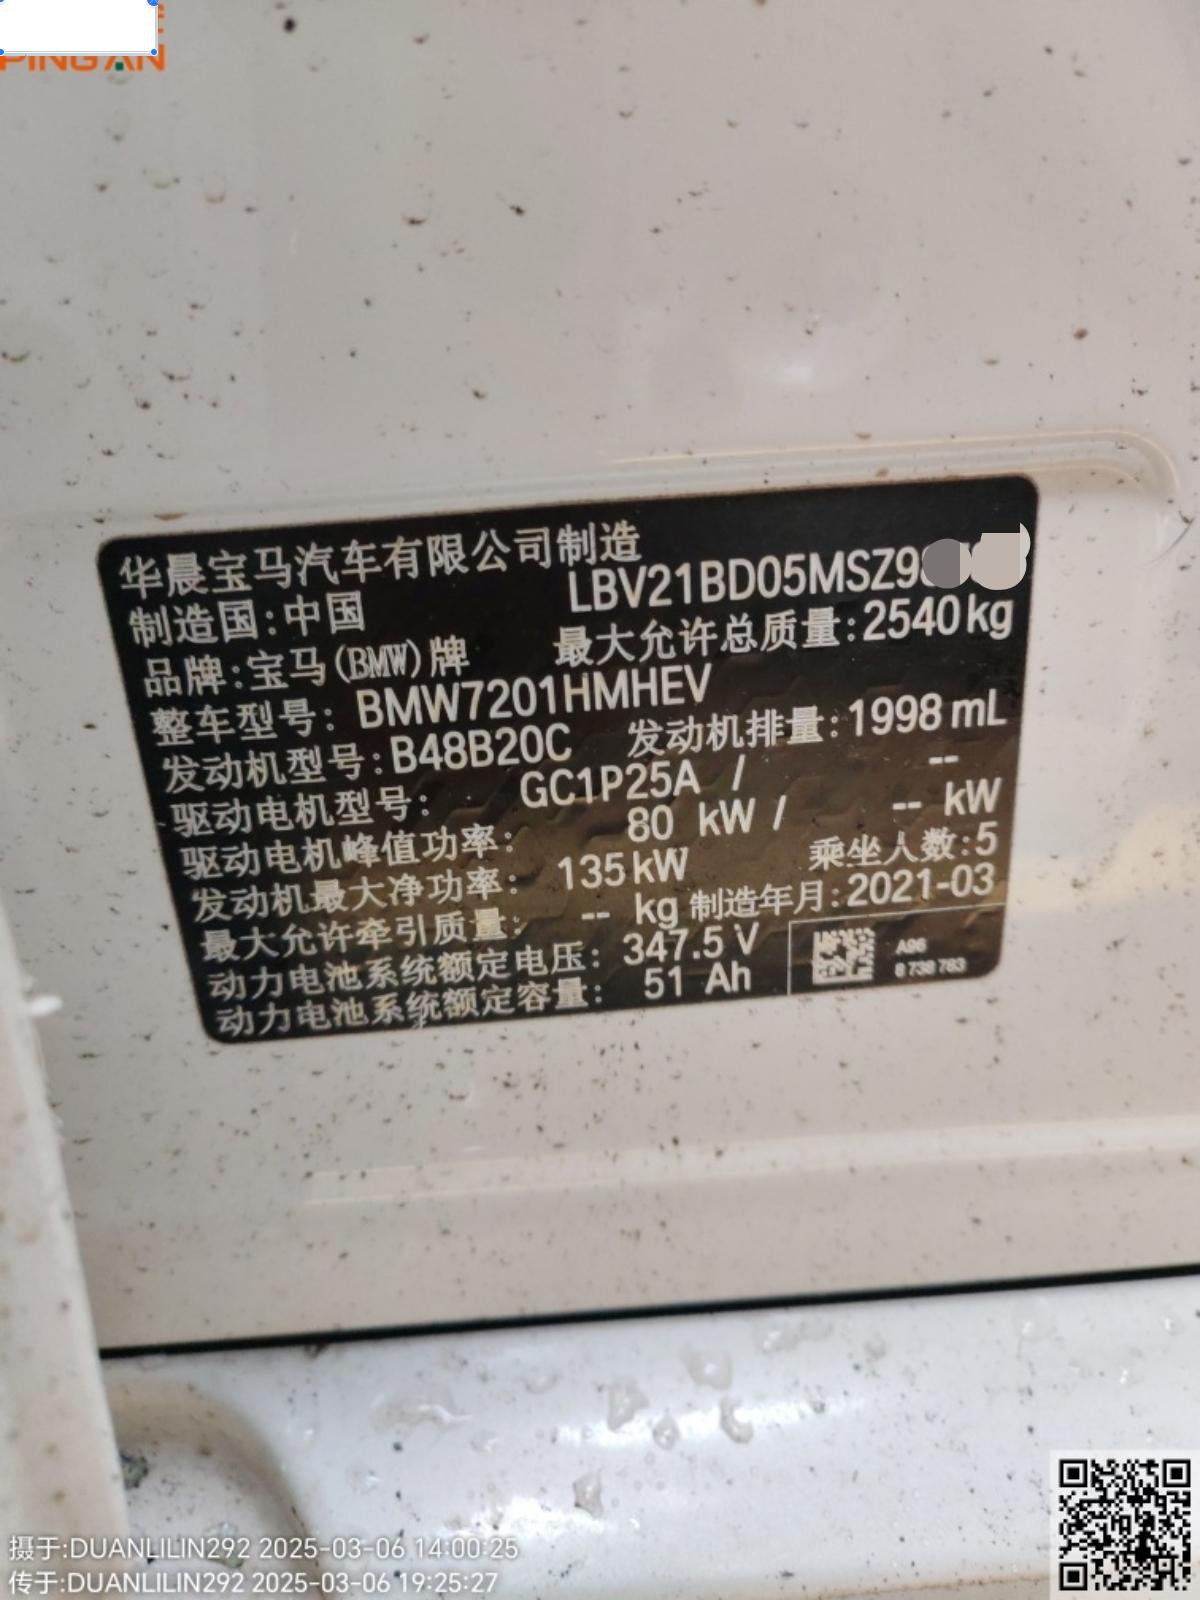 PING AN
华晨宝马汽车有限公司制造
制造国:中国 LBV21BD05MSZ9
品牌:宝马(BMW)牌 最大允许总质量:2540kg
整车型号: BMW7201HMHEV
发动机型号:B48B20C 发动机排量:1998mL
驱动电机型号: GC1P25A / --
驱动电机峰值功率: 80 kW / -- kW
发动机最大净功率: 135kW 乘坐人数:5
最大允许牵引质量: -- kg 制造年月:2021-03
动力电池系统额定电压: 347.5 V
动力电池系统额定容量: 51 Ah
A96
8 738 783
摄于:DUANLILIN292 2025-03-06 14:00:25
传于:DUANLILIN292 2025-03-06 19:25:27